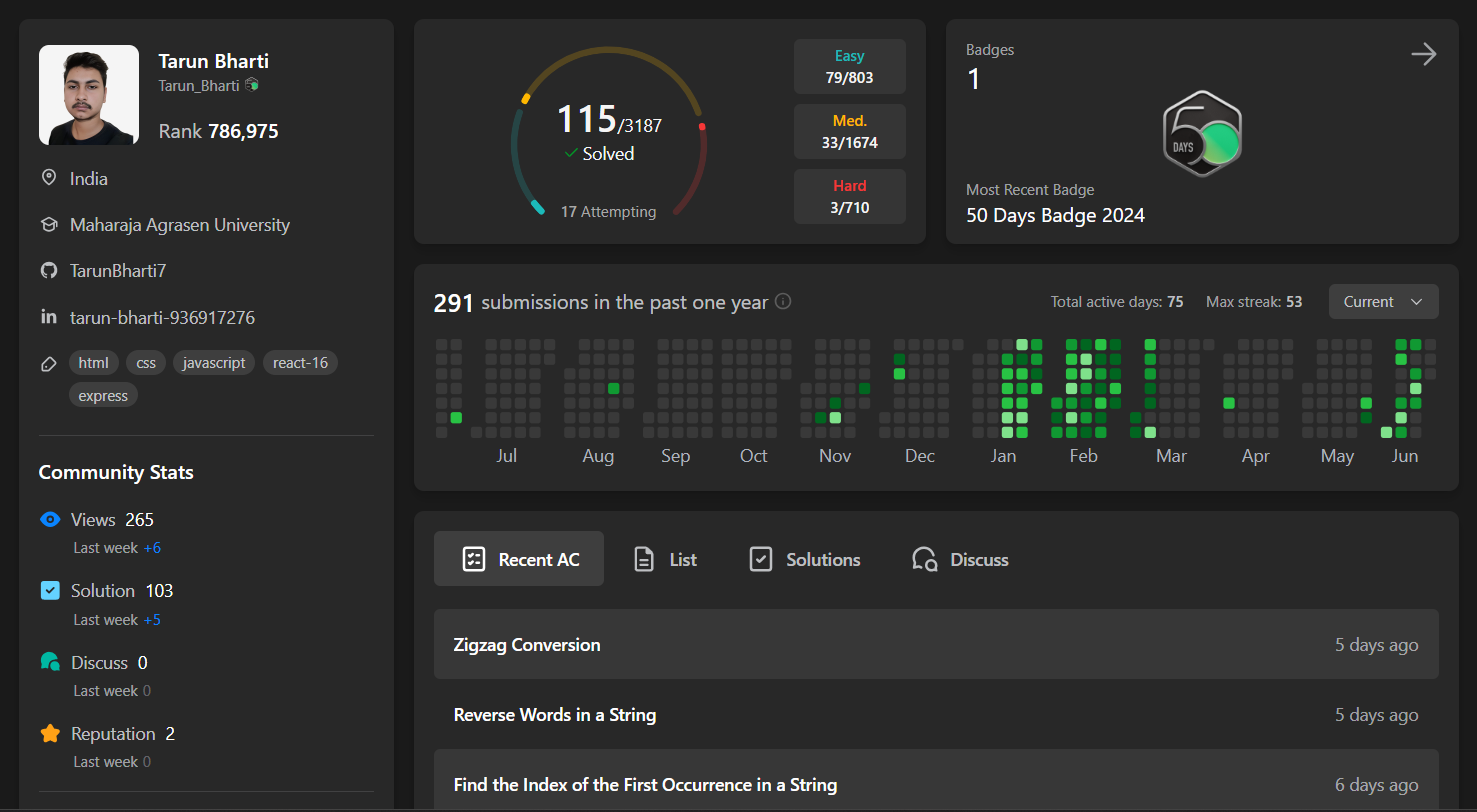 Tarun Bharti
Tarun_Bharti
Rank 786,975
India
Maharaja Agrasen University
TarunBharti7
tarun-bharti-936917276
html css javascript react-16
express
Community Stats
Views 265
Last week +6
Solution 103
Last week +5
Discuss 0
Last week 0
Reputation 2
Last week 0
115/3187
Solved
17 Attempting
Easy
79/803
Med.
33/1674
Hard
3/710
Badges
1
50
DAYS
Most Recent Badge
50 Days Badge 2024
291 submissions in the past one year
Total active days: 75 Max streak: 53 Current
Jul Aug Sep Oct Nov Dec Jan Feb Mar Apr May Jun
Recent AC List Solutions Discuss
Zigzag Conversion 5 days ago
Reverse Words in a String 5 days ago
Find the Index of the First Occurrence in a String 6 days ago